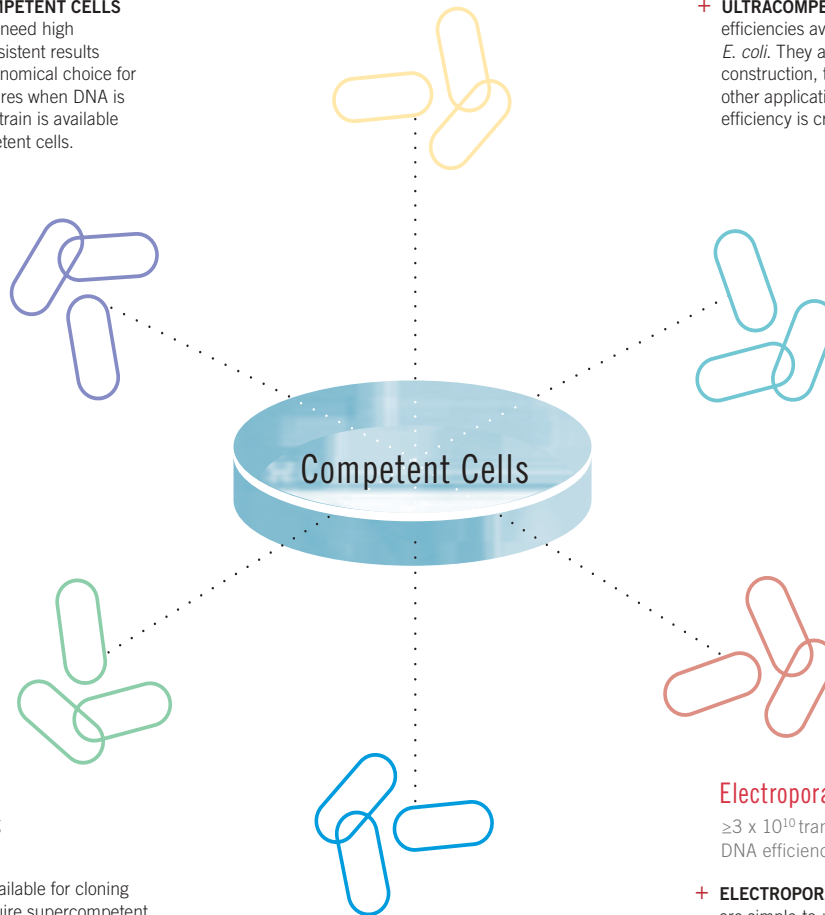 MPETENT CELLS
need high
sistent results
nomical choice for
res when DNA is
train is available
etent cells.
+ ULTRACOMPE
efficiencies av
E. coli. They a
construction, t
other applicati
efficiency is cr
Competent Cells
Electropora
≥3 x 10¹⁰ tran
DNA efficienc
ailable for cloning
uire supercompetent
+ ELECTROPOR